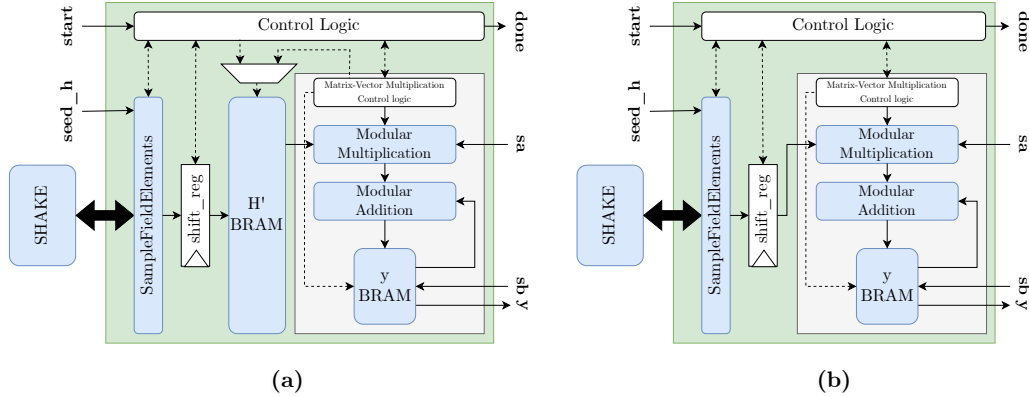 start
Control Logic
done
seed_h
SHAKE
SampleFieldElements
shift_reg
H'
BRAM
Matrix-Vector Multiplication
Control logic
Modular
Multiplication
Modular
Addition
y
BRAM
sa
sb
y
(a)
start
Control Logic
done
seed_h
SHAKE
SampleFieldElements
shift_reg
Matrix-Vector Multiplication
Control logic
Modular
Multiplication
Modular
Addition
y
BRAM
sa
sb
y
(b)